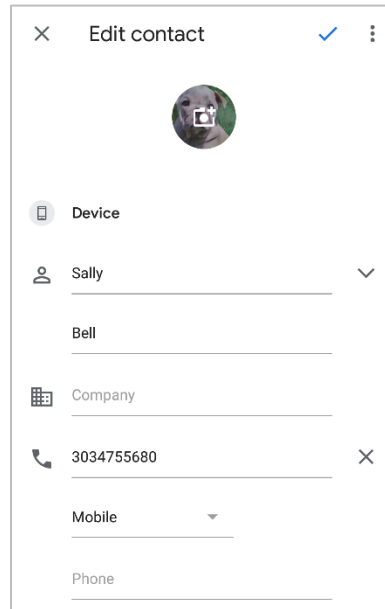 Edit contact
Device
Sally
Bell
Company
3034755680
Mobile
Phone